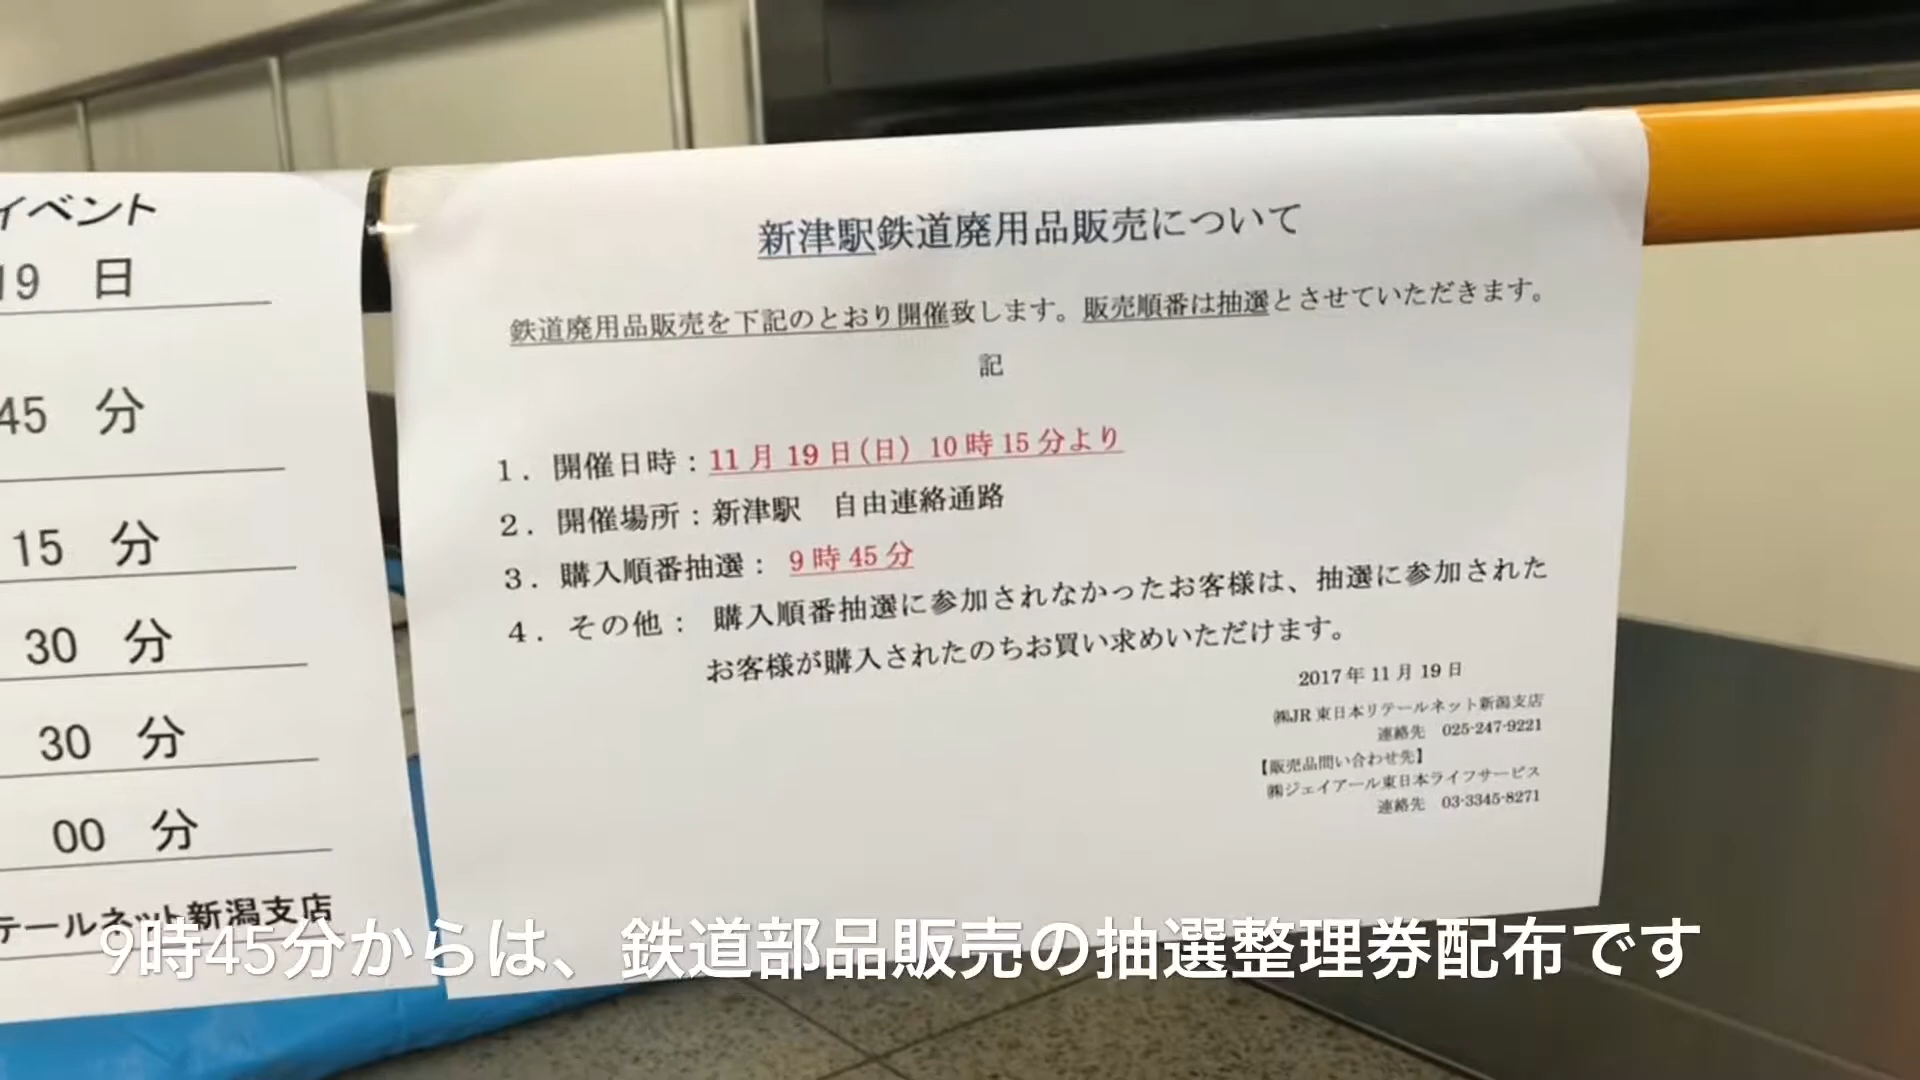 イベント
19 日
45 分
15 分
30 分
30 分
00 分
テールネット新潟支店
新津駅鉄道廃用品販売について
鉄道廃用品販売を下記のとおり開催致します。販売順番は抽選とさせていただきます。
記
1．開催日時：11月19日（日）10時15分より
2．開催場所：新津駅　自由連絡通路
3．購入順番抽選：9時45分
4．その他：購入順番抽選に参加されなかったお客様は、抽選に参加された
お客様が購入されたのちお買い求めいただけます。
2017年11月19日
㈱JR東日本リテールネット新潟支店
連絡先　025-247-9221
【販売品問い合わせ先】
㈱ジェイアール東日本ライフサービス
連絡先　03-3345-8271
9時45分からは、鉄道部品販売の抽選整理券配布です